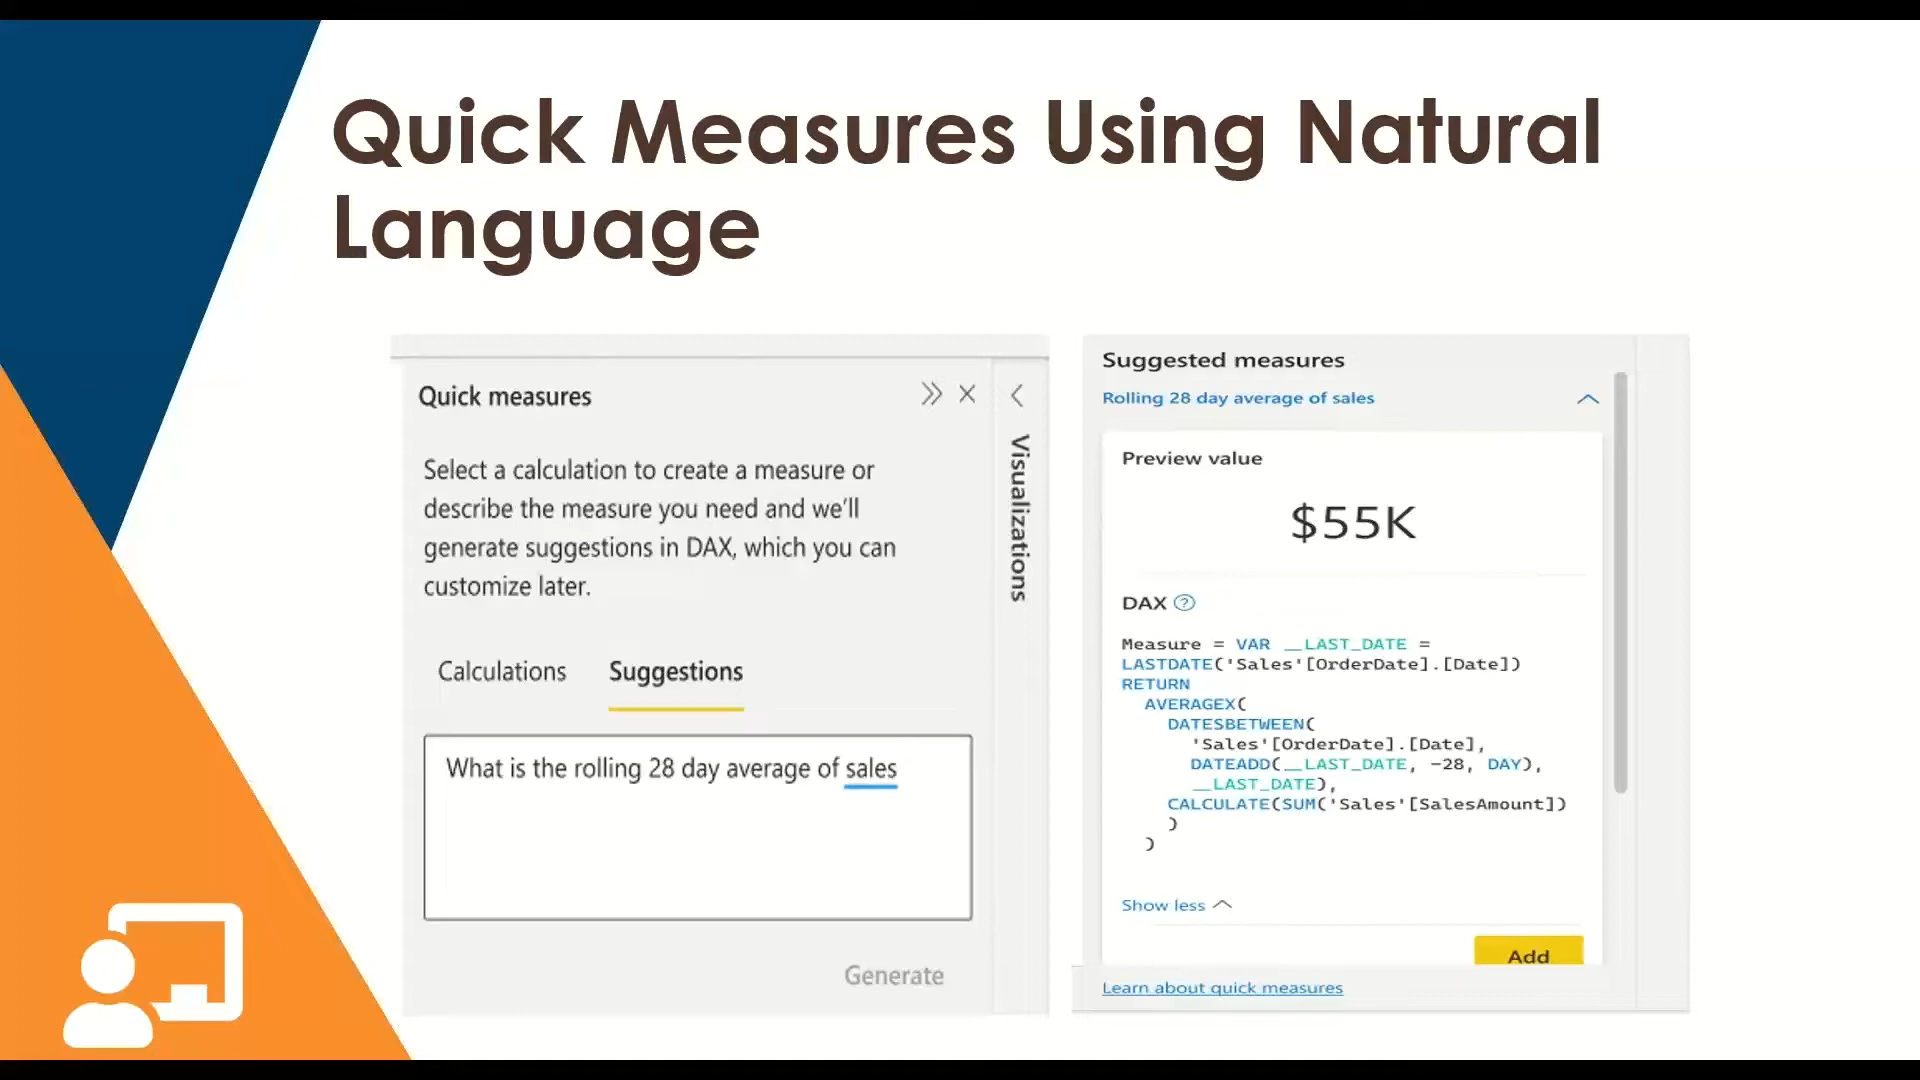 Quick Measures Using Natural
Language
Quick measures
Select a calculation to create a measure or
describe the measure you need and we'll
generate suggestions in DAX, which you can
customize later.
Calculations Suggestions
What is the rolling 28 day average of sales
Generate
Visualizations
Suggested measures
Rolling 28 day average of sales
Preview value
$55K
DAX ?
Measure = VAR __LAST_DATE =
LASTDATE('Sales'[OrderDate].[Date])
RETURN
AVERAGEX(
DATESBETWEEN(
'Sales'[OrderDate].[Date],
DATEADD(__LAST_DATE, -28, DAY),
__LAST_DATE),
CALCULATE(SUM('Sales'[SalesAmount])
)
)
Show less
Add
Learn about quick measures